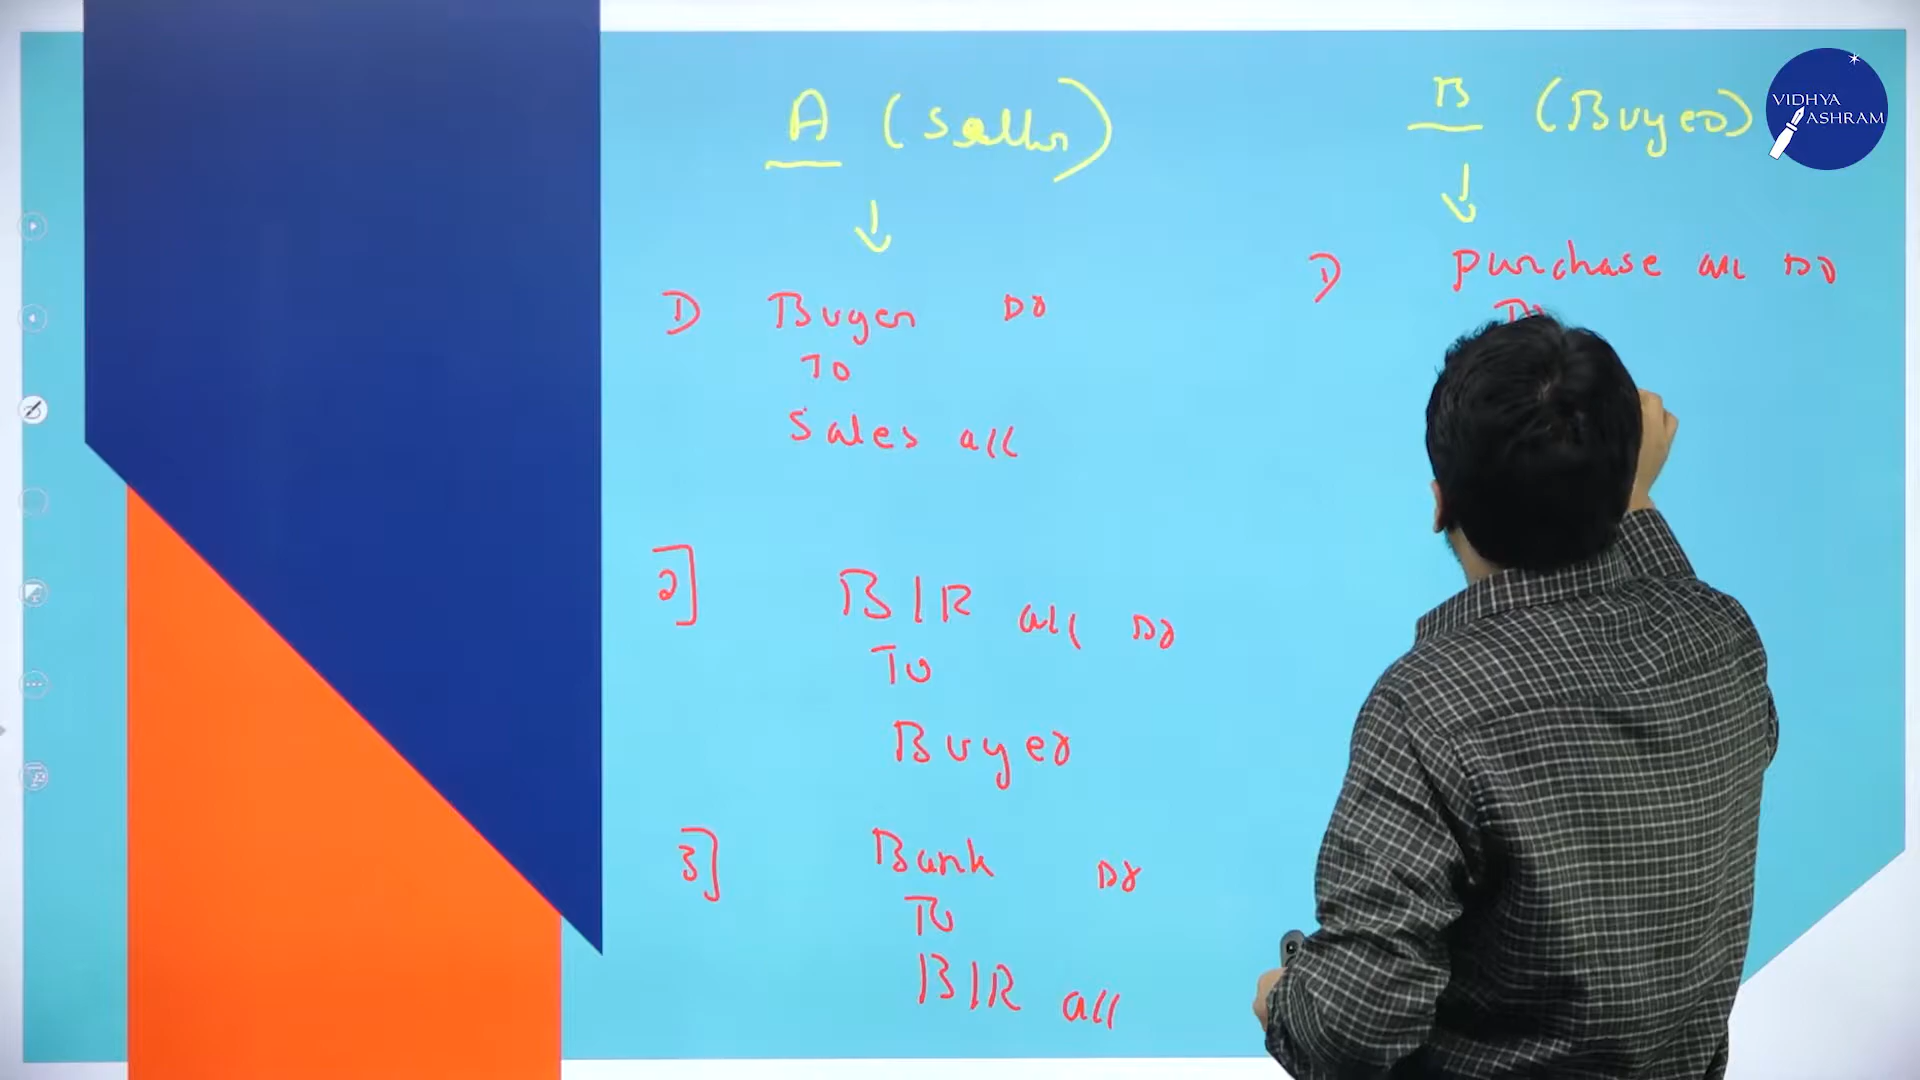 A (Seller)
↓
1) Buyer Dr
To
Sales a/c
2] B/R a/c Dr
To
Buyer
3] Bank Dr
To
B/R a/c
B (Buyer)
↓
1) Purchase a/c Dr
To
VIDHYA
ASHRAM